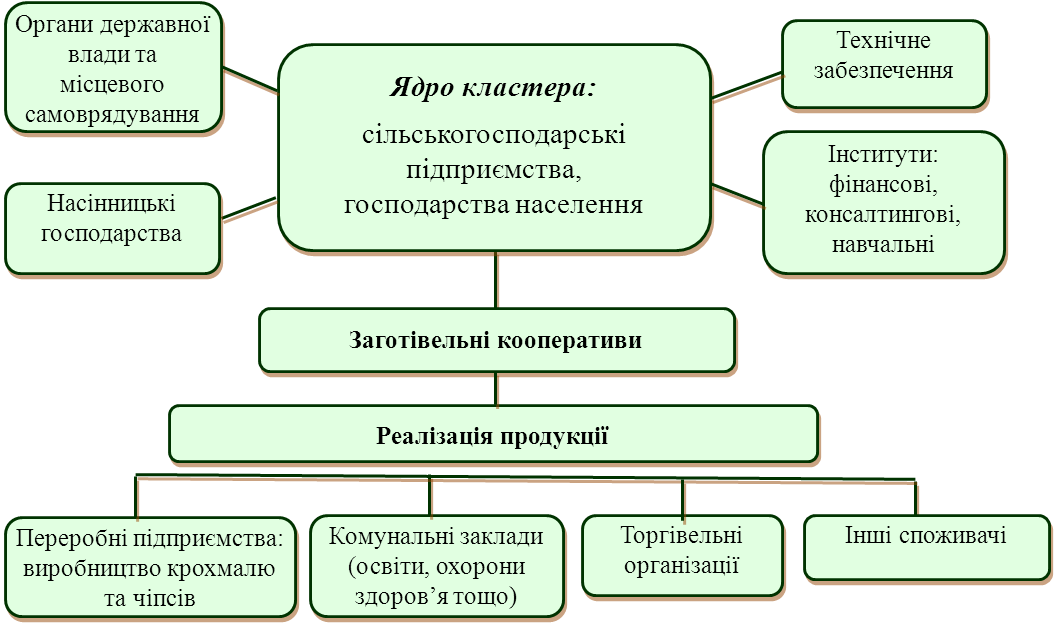 Органи державної
влади та
місцевого
самоврядування
Насінницькі
господарства
Ядро кластера:
сільськогосподарські
підприємства,
господарства населення
Технічне
забезпечення
Інститути:
фінансові,
консалтингові,
навчальні
Заготівельні кооперативи
Реалізація продукції
Переробні підприємства:
виробництво крохмалю
та чіпсів
Комунальні заклади
(освіти, охорони
здоров’я тощо)
Торгівельні
організації
Інші споживачі